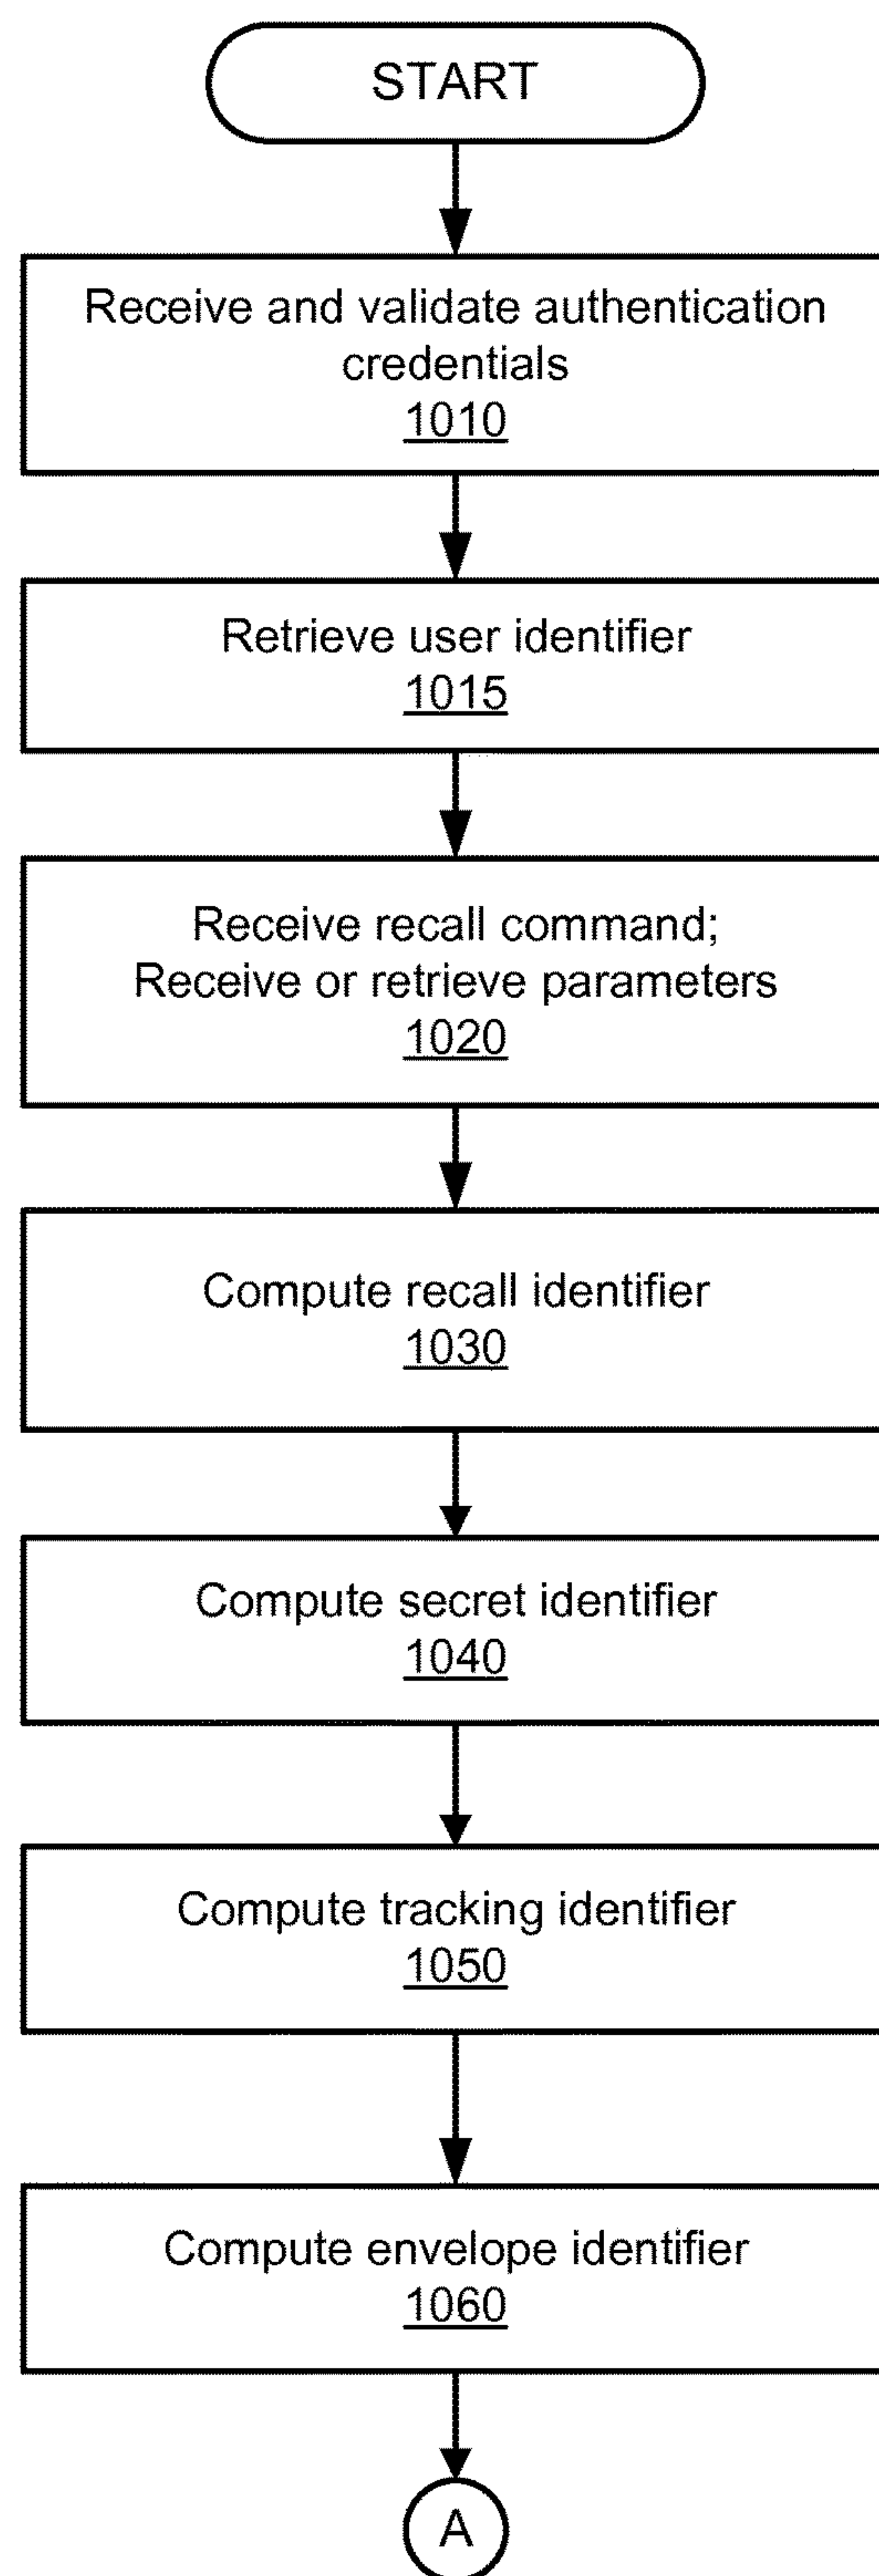 START
Receive and validate authentication
credentials
1010
Retrieve user identifier
1015
Receive recall command;
Receive or retrieve parameters
1020
Compute recall identifier
1030
Compute secret identifier
1040
Compute tracking identifier
1050
Compute envelope identifier
1060
A